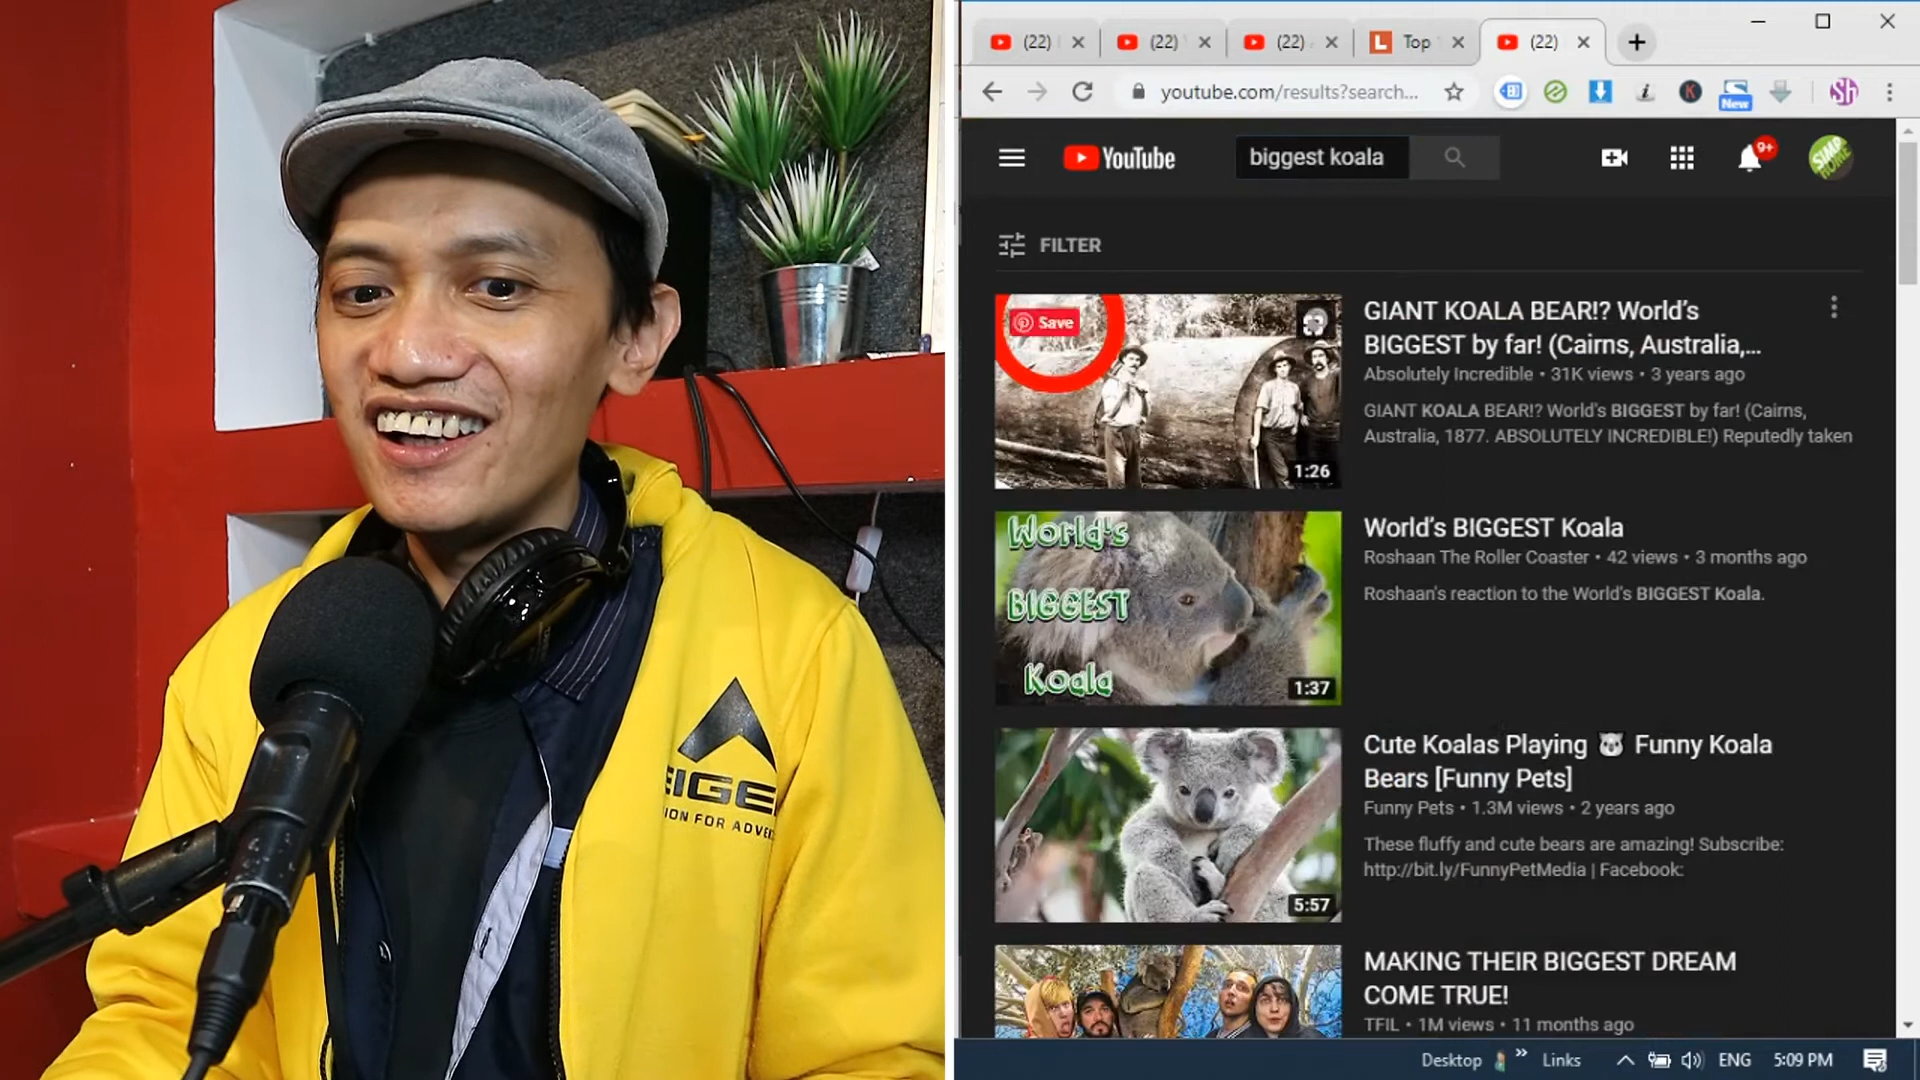 (22)
(22)
(22)
Top
(22)
youtube.com/results?search...
New
Sh
YouTube
biggest koala
9+
SIMP HOME
FILTER
Save
1:26
GIANT KOALA BEAR!? World's
BIGGEST by far! (Cairns, Australia,...
Absolutely Incredible • 31K views • 3 years ago
GIANT KOALA BEAR!? World's BIGGEST by far! (Cairns,
Australia, 1877. ABSOLUTELY INCREDIBLE!) Reputedly taken
World's
BIGGEST
Koala
1:37
World's BIGGEST Koala
Roshaan The Roller Coaster • 42 views • 3 months ago
Roshaan's reaction to the World's BIGGEST Koala.
5:57
Cute Koalas Playing 🐨 Funny Koala
Bears [Funny Pets]
Funny Pets • 1.3M views • 2 years ago
These fluffy and cute bears are amazing! Subscribe:
http://bit.ly/FunnyPetMedia | Facebook:
MAKING THEIR BIGGEST DREAM
COME TRUE!
TFIL • 1M views • 11 months ago
Desktop
Links
ENG
5:09 PM
EIGE
ION FOR ADVE